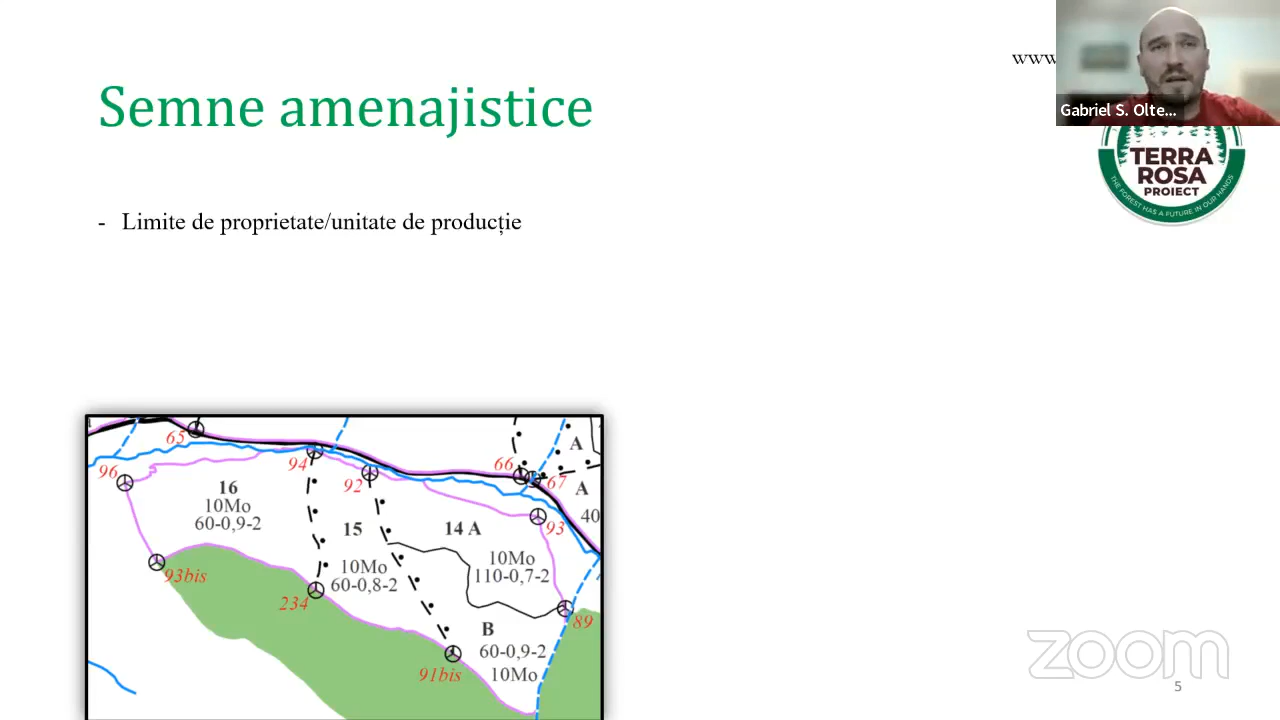 www
Semne amenajistice
Gabriel S. Olte...
TERRA
ROSA
PROIECT
THE FOREST HAS A FUTURE IN OUR HANDS
- Limite de proprietate/unitate de producție
65
94
96
92
66
67
A
A
40
16
10Mo
60-0,9-2
15
14 A
93
10Mo
60-0,8-2
10Mo
110-0,7-2
93bis
234
89
B
60-0,9-2
10Mo
91bis
zoom
5